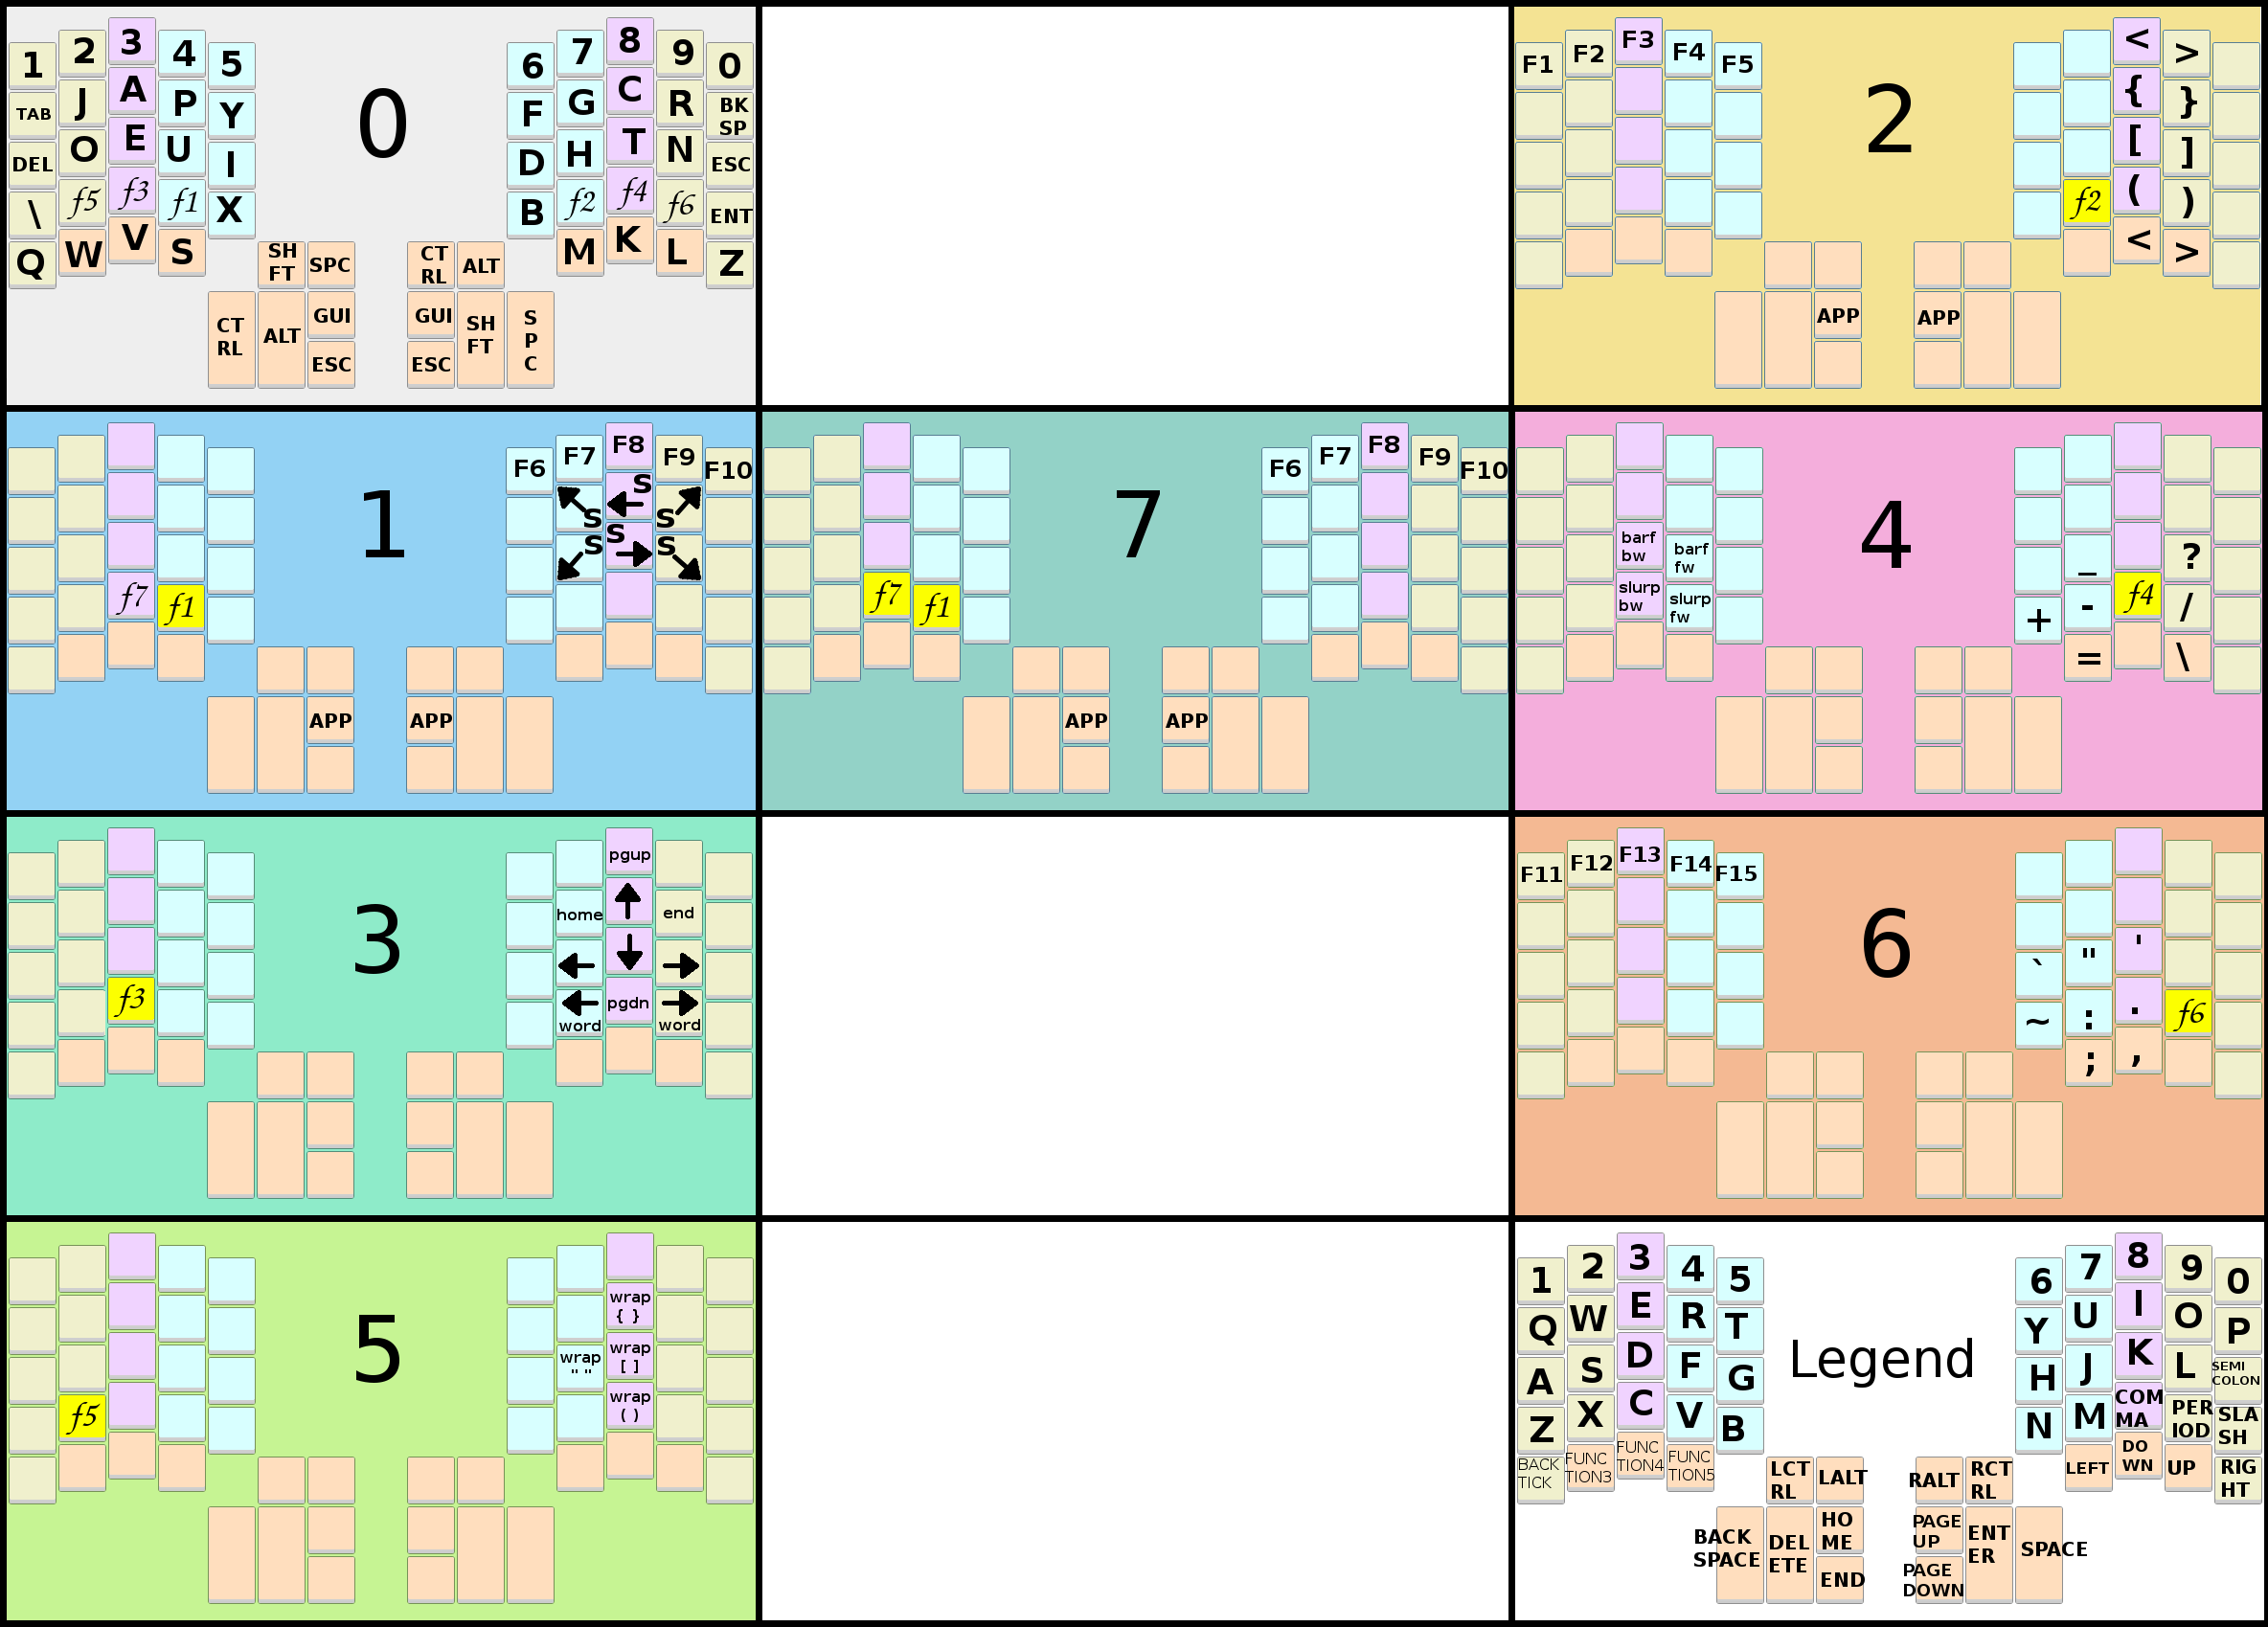 1 2 3 4 5
TAB J A P Y
DEL O E U I
\ f5 f3 f1 X
Q W V S
SH
FT
SPC
CT
RL
ALT
GUI
ESC
0
6 7 8 9 0
F G C R BK
SP
D H T N ESC
B f2 f4 f6 ENT
M K L Z
CT
RL
ALT
GUI
SH
FT
S
P
C
ESC
F1 F2 F3 F4 F5
2
< >
{ }
[ ]
f2 ( )
< >
APP APP
1
f7 f1
F6 F7 F8 F9 F10
S
S S
S
S S
APP APP
7
f7 f1
F6 F7 F8 F9 F10
APP APP
4
barf
bw
barf
fw
slurp
bw
slurp
fw
_ ?
+ - f4 /
= \
3
f3
pgup
home end
word pgdn word
F11 F12 F13 F14 F15
6
` " '
~ : . f6
; ,
5
f5
wrap
{ }
wrap
" "
wrap
[ ]
wrap
( )
Legend
1 2 3 4 5
Q W E R T
A S D F G
Z X C V B
BACK
TICK
FUNC
TION3
FUNC
TION4
FUNC
TION5
LCT
RL
LALT
BACK
SPACE
DEL
ETE
HO
ME
END
6 7 8 9 0
Y U I O P
H J K L SEMI
COLON
N M COM
MA
PER
IOD
SLA
SH
LEFT DO
WN
UP RIG
HT
RALT RCT
RL
PAGE
UP
ENT
ER
SPACE
PAGE
DOWN